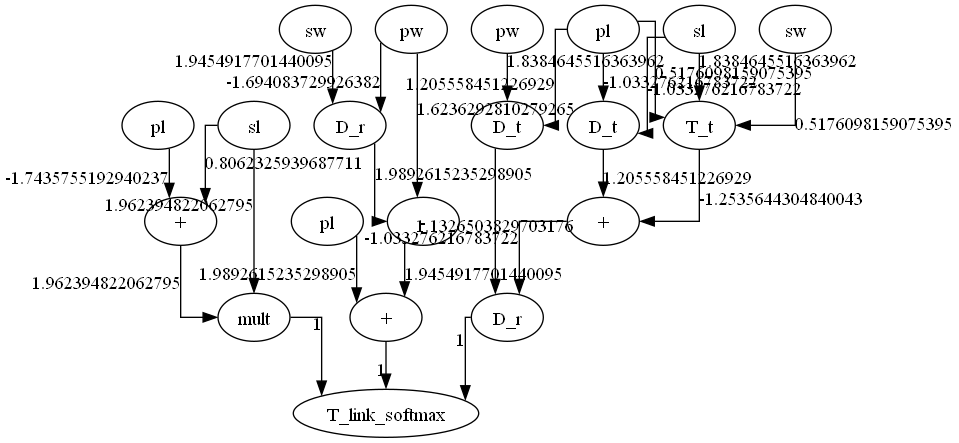 sw
pw
pw
pl
sl
sw
1.9454917701440095
-1.694083729926382
1.205558451226929
1.8384645516363962
-1.033276216783722
0.5176098159075395
1.8384645516363962
-1.033276216783722
1.6236292810279265
0.5176098159075395
pl
sl
D_r
D_t
D_t
T_t
-1.7435755192940237
1.962394822062795
0.8062325939687711
1.9892615235298905
1.205558451226929
-1.2535644304840043
+
pl
+
1.1326503829703176
-1.033276216783722
1.962394822062795
1.9892615235298905
1.9454917701440095
mult
+
D_r
1
1
1
T_link_softmax